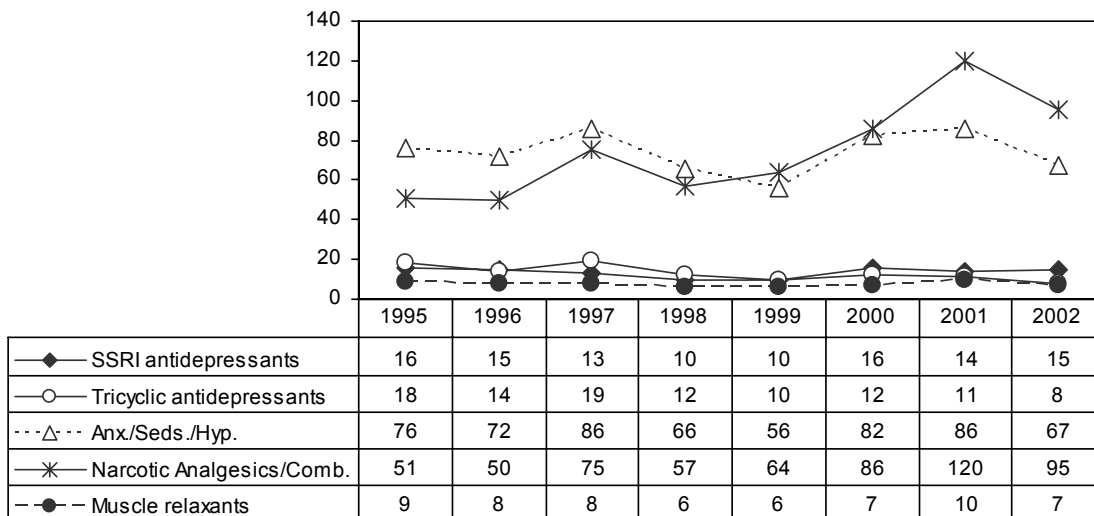 140
120
100
80
60
40
20
0
1995 1996 1997 1998 1999 2000 2001 2002
SSRI antidepressants 16 15 13 10 10 16 14 15
Tricyclic antidepressants 18 14 19 12 10 12 11 8
Anx./Seds./Hyp. 76 72 86 66 56 82 86 67
Narcotic Analgesics/Comb. 51 50 75 57 64 86 120 95
Muscle relaxants 9 8 8 6 6 7 10 7